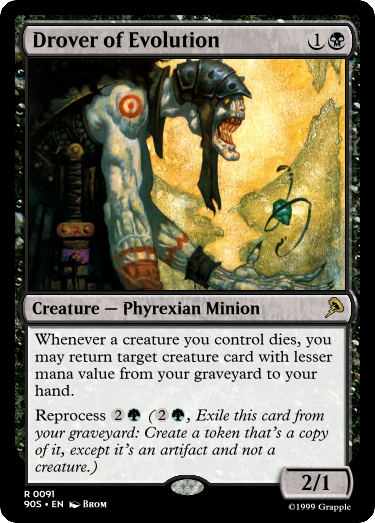 Drover of Evolution 1
Creature — Phyrexian Minion
Whenever a creature you control dies, you
may return target creature card with lesser
mana value from your graveyard to your
hand.
Reprocess 2 (2, Exile this card from
your graveyard: Create a token that's a copy
of it, except it's an artifact and not a
creature.)
2/1
R 0091
90S • EN BROM
©1999 Grapple